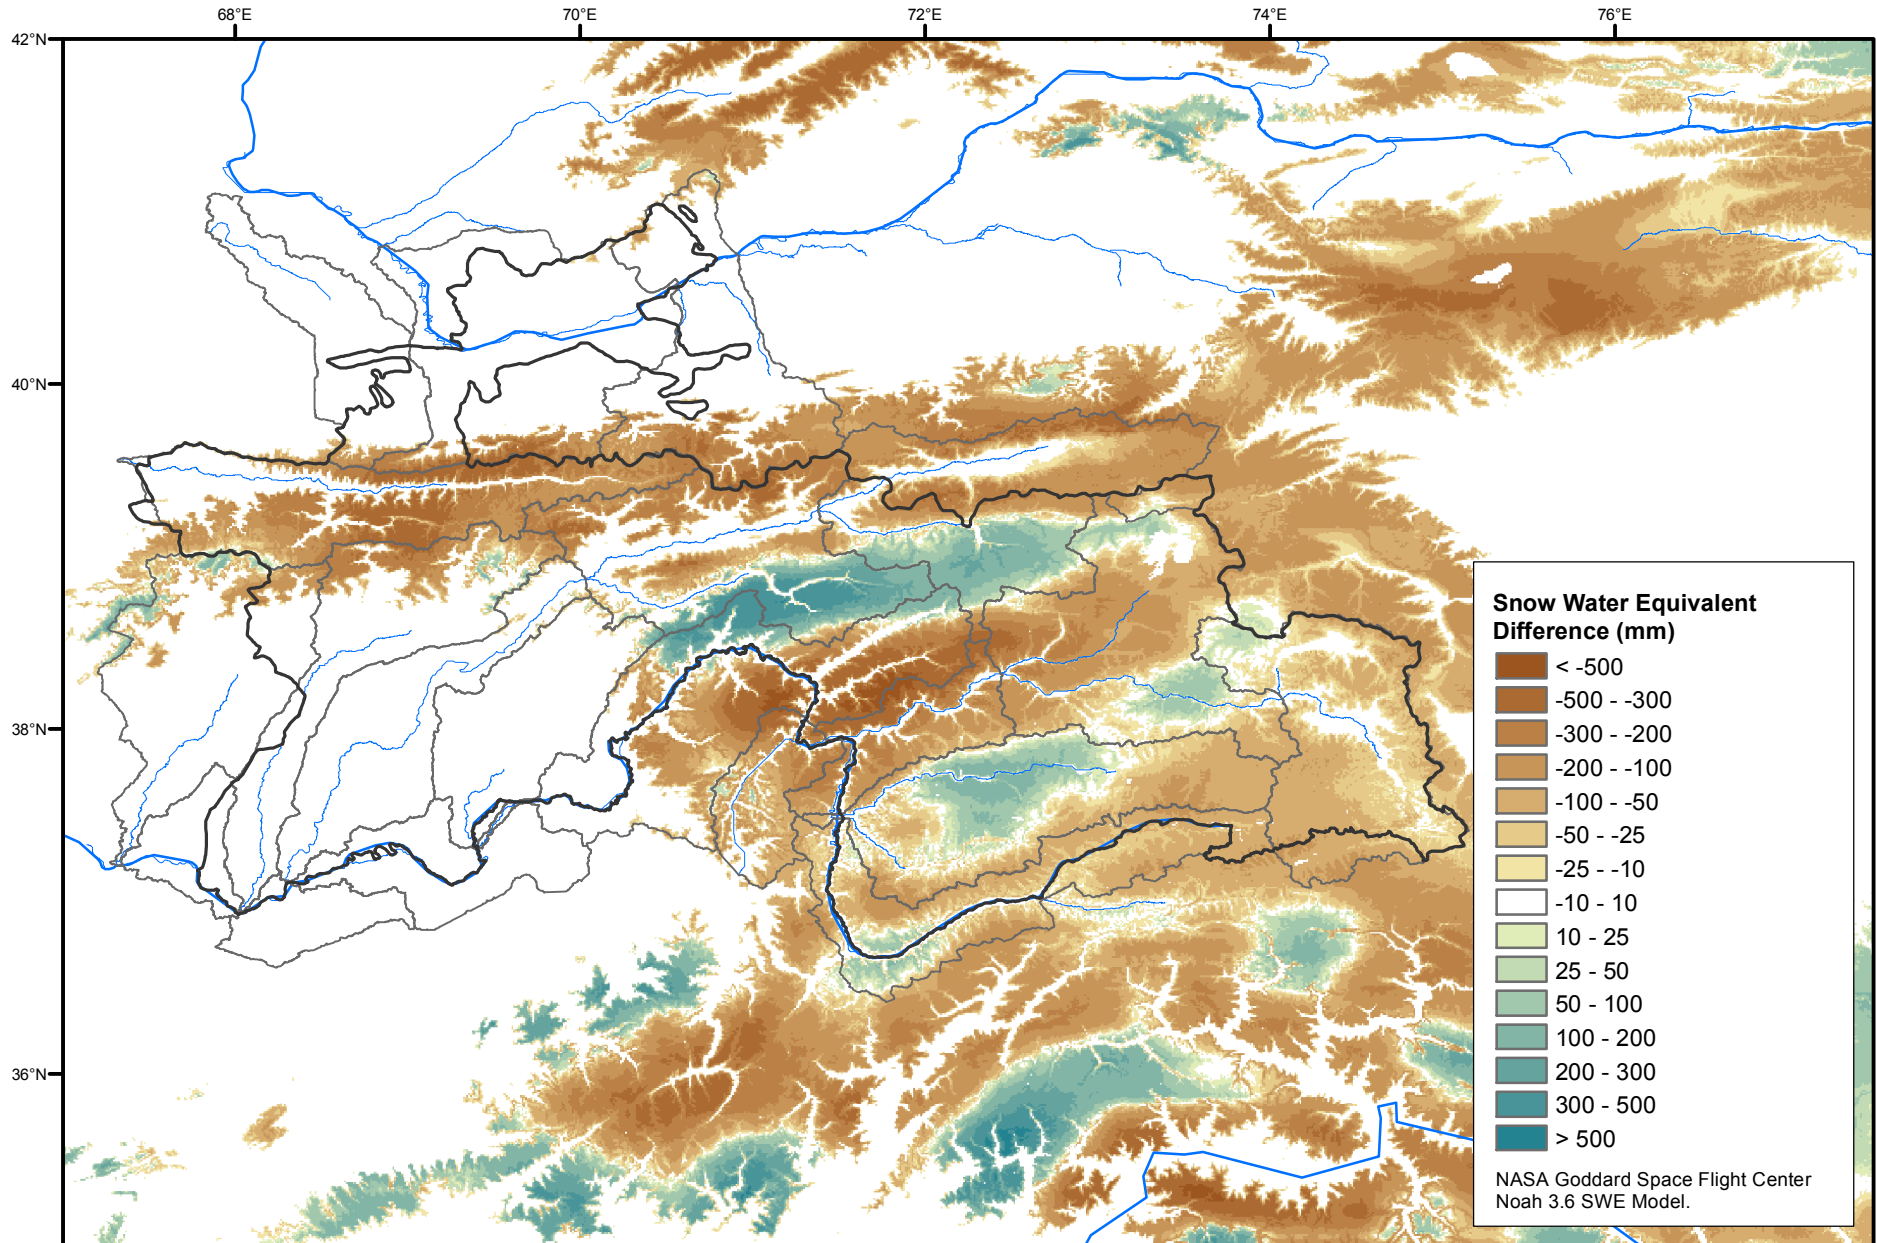 68°E
70°E
72°E
74°E
76°E
42°N
40°N
38°N
36°N
Snow Water Equivalent
Difference (mm)
< -500
-500 - -300
-300 - -200
-200 - -100
-100 - -50
-50 - -25
-25 - -10
-10 - 10
10 - 25
25 - 50
50 - 100
100 - 200
200 - 300
300 - 500
> 500
NASA Goddard Space Flight Center
Noah 3.6 SWE Model.